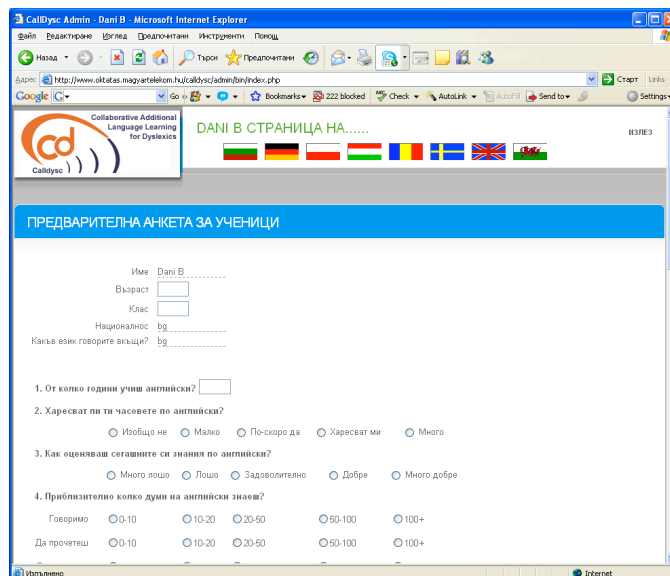 CallDysc Admin - Dani B - Microsoft Internet Explorer
Файл Редактиране Изглед Предпочитани Инструменти Помощ
Назад Търси Предпочитани
Адрес http://www.oktatas.magyartelekom.hu/calldysc/admin/bin/index.php Старт Links
Google G Go Bookmarks 222 blocked Check AutoLink AutoFill Send to Settings
Collaborative Additional
Language Learning
for Dyslexics
cd
Calldysc
DANI B СТРАНИЦА НА......
ИЗЛЕЗ
ПРЕДВАРИТЕЛНА АНКЕТА ЗА УЧЕНИЦИ
Име Dani B
Възраст
Клас
Националнос bg
Какъв език говорите вкъщи? bg
1. От колко години учиш английски?
2. Харесват ли ти часовете по английски?
Изобщо не Малко По-скоро да Харесват ми Много
3. Как оценяваш сегашните си знания по английски?
Много лошо Лошо Задоволително Добре Много добре
4. Приблизително колко думи на английски знаеш?
Говоримо 0-10 10-20 20-50 50-100 100+
Да прочетеш 0-10 10-20 20-50 50-100 100+
Изпълнено Internet